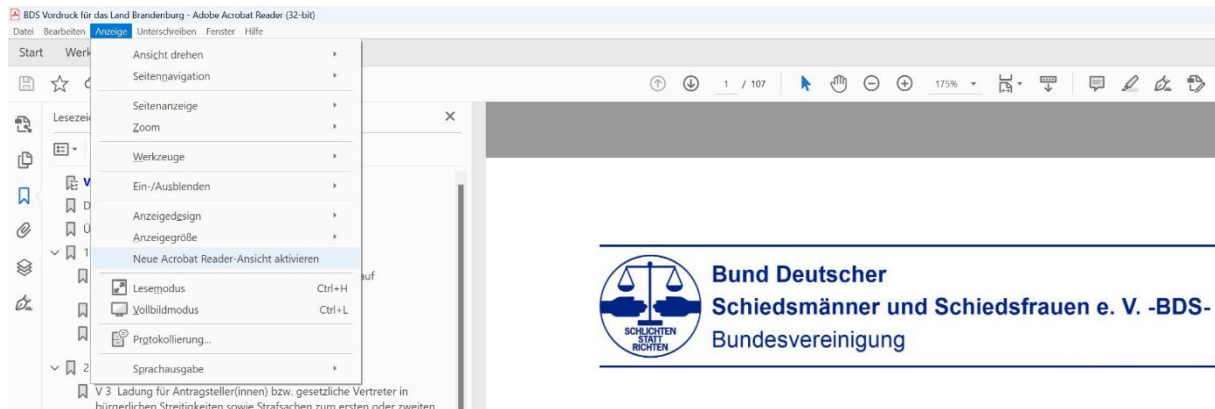 BDS Vordruck für das Land Brandenburg - Adobe Acrobat Reader (32-bit)
Datei Bearbeiten Anzeige Unterschreiben Fenster Hilfe
Start Werk
Ansicht drehen
Seitennavigation
Seitenanzeige
Zoom
Werkzeuge
Ein-/Ausblenden
Anzeigedesign
Anzeigegröße
Neue Acrobat Reader-Ansicht aktivieren
Lesemodus Ctrl+H
Vollbildmodus Ctrl+L
Protokollierung...
Sprachausgabe
1 / 107
175%
Lesezei
V
D
Ü
1
auf
2
V 3 Ladung für Antragsteller(innen) bzw. gesetzliche Vertreter in
bürgerlichen Streitigkeiten sowie Strafsachen zum ersten oder zweiten
SCHLICHTEN
STATT
RICHTEN
Bund Deutscher
Schiedsmänner und Schiedsfrauen e. V. -BDS-
Bundesvereinigung